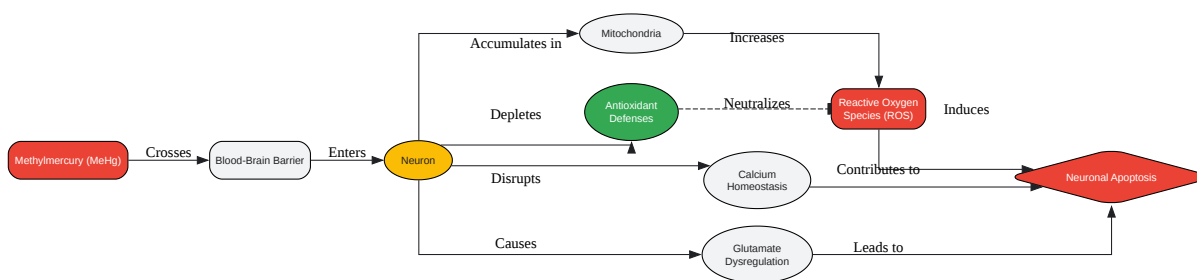 Mitochondria
Accumulates in
Increases
Antioxidant
Defenses
Neutralizes
Reactive Oxygen
Species (ROS)
Induces
Depletes
Methylmercury (MeHg)
Crosses
Blood-Brain Barrier
Enters
Neuron
Disrupts
Calcium
Homeostasis
Contributes to
Neuronal Apoptosis
Causes
Glutamate
Dysregulation
Leads to